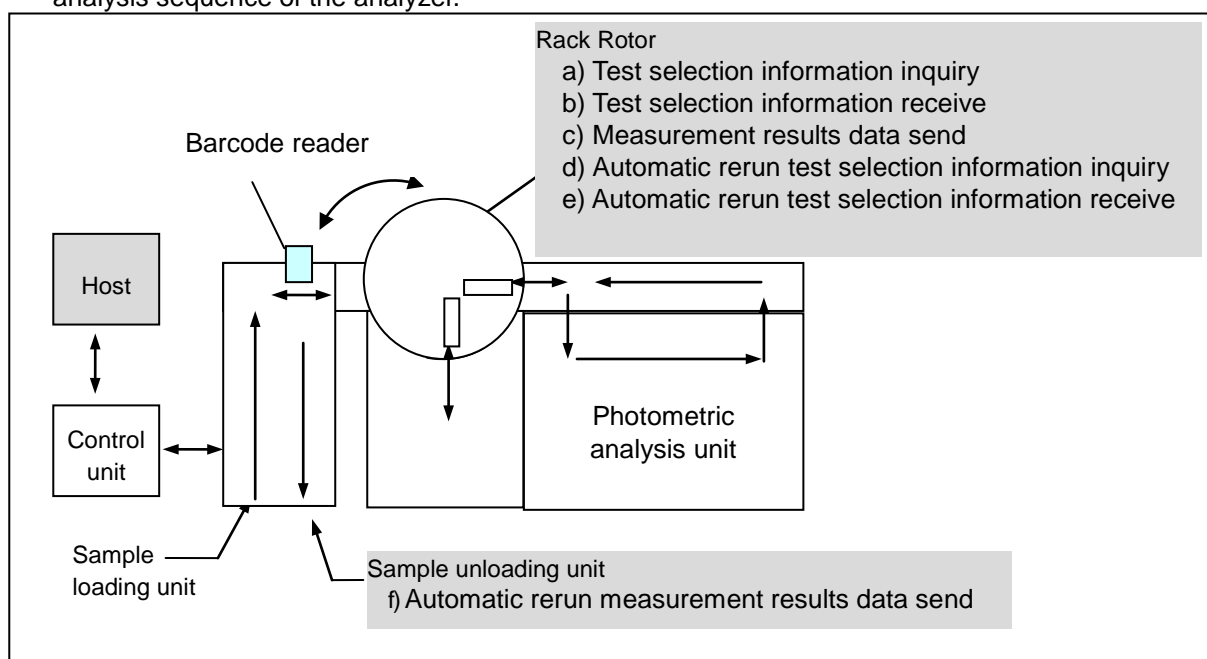 analysis sequence of the analyzer.
Rack Rotor
a) Test selection information inquiry
b) Test selection information receive
c) Measurement results data send
d) Automatic rerun test selection information inquiry
e) Automatic rerun test selection information receive
Barcode reader
Host
Control
unit
Photometric
analysis unit
Sample
loading unit
Sample unloading unit
f) Automatic rerun measurement results data send